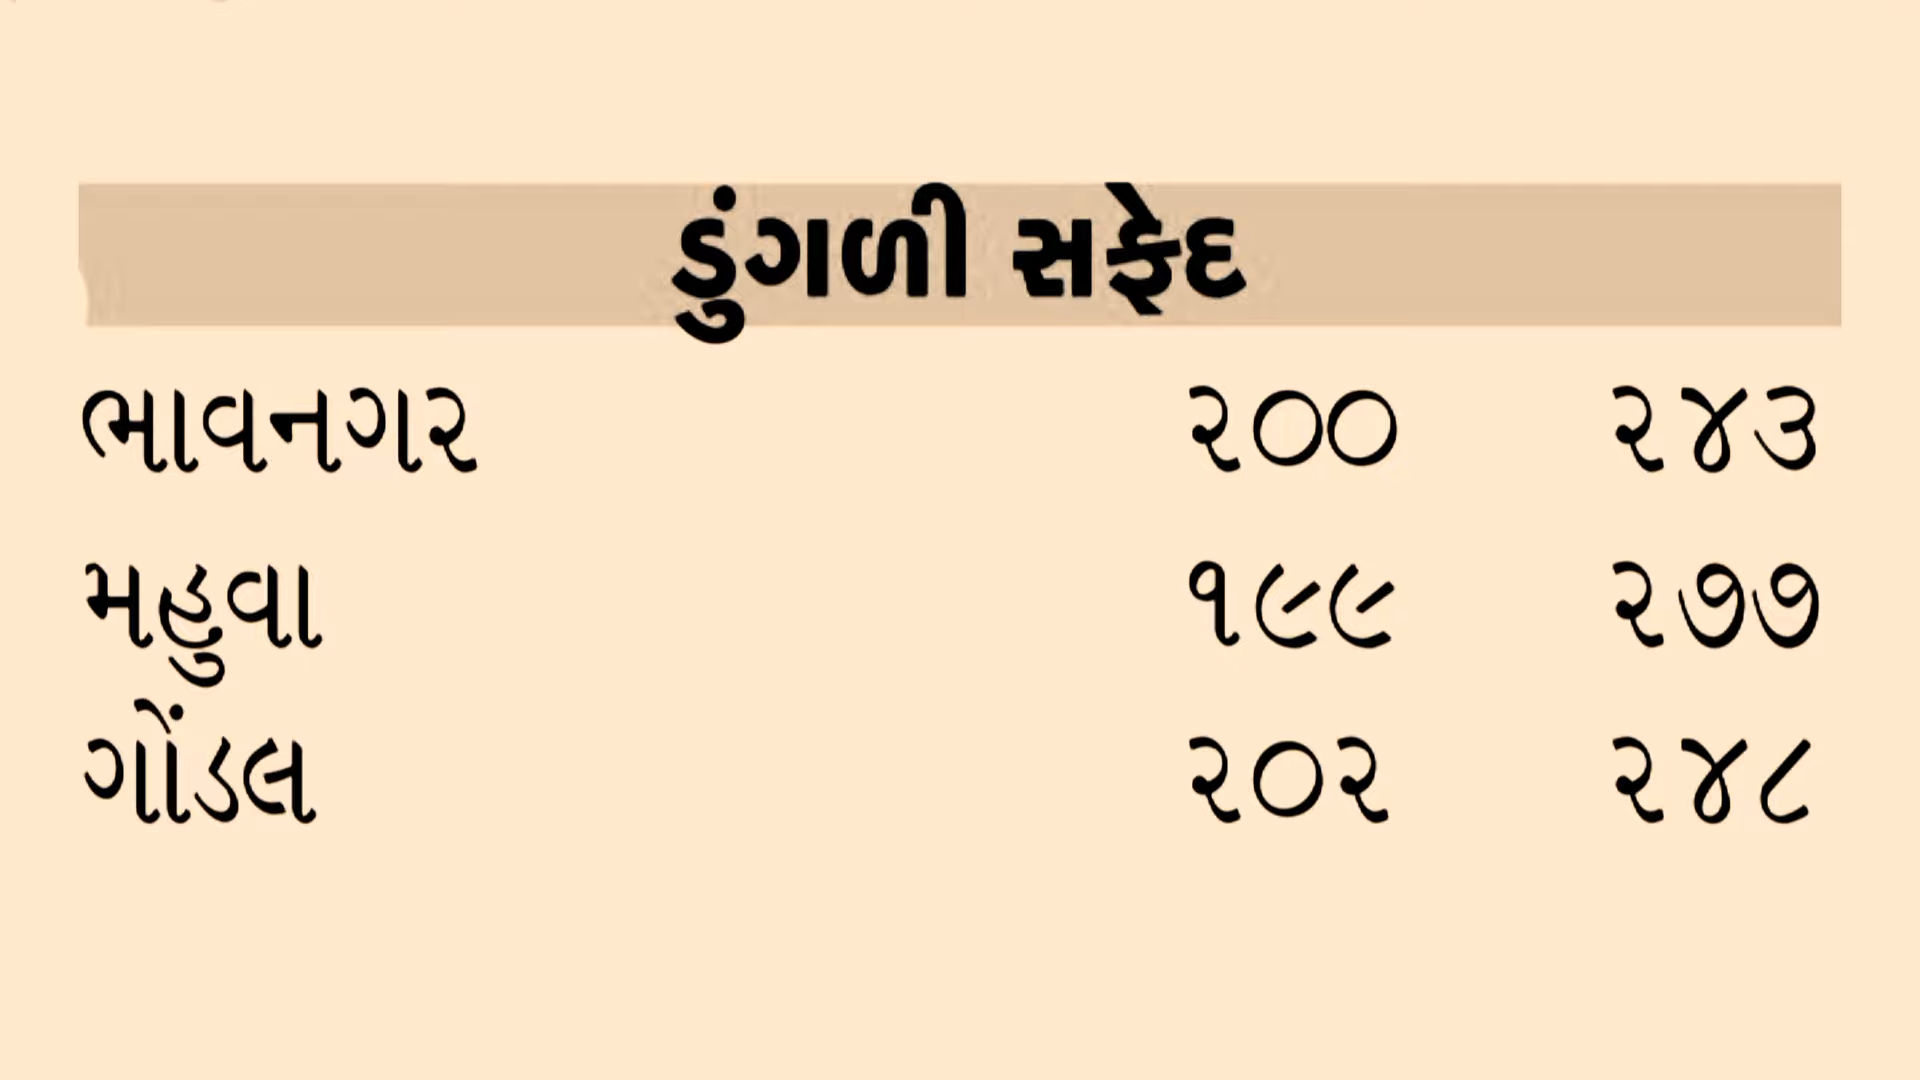 ડુંગળી સફેદ
ભાવનગર ૨૦૦ ૨૪૩
મહુવા ૧૯૯ ૨૭૭
ગોંડલ ૨૦૨ ૨૪૮